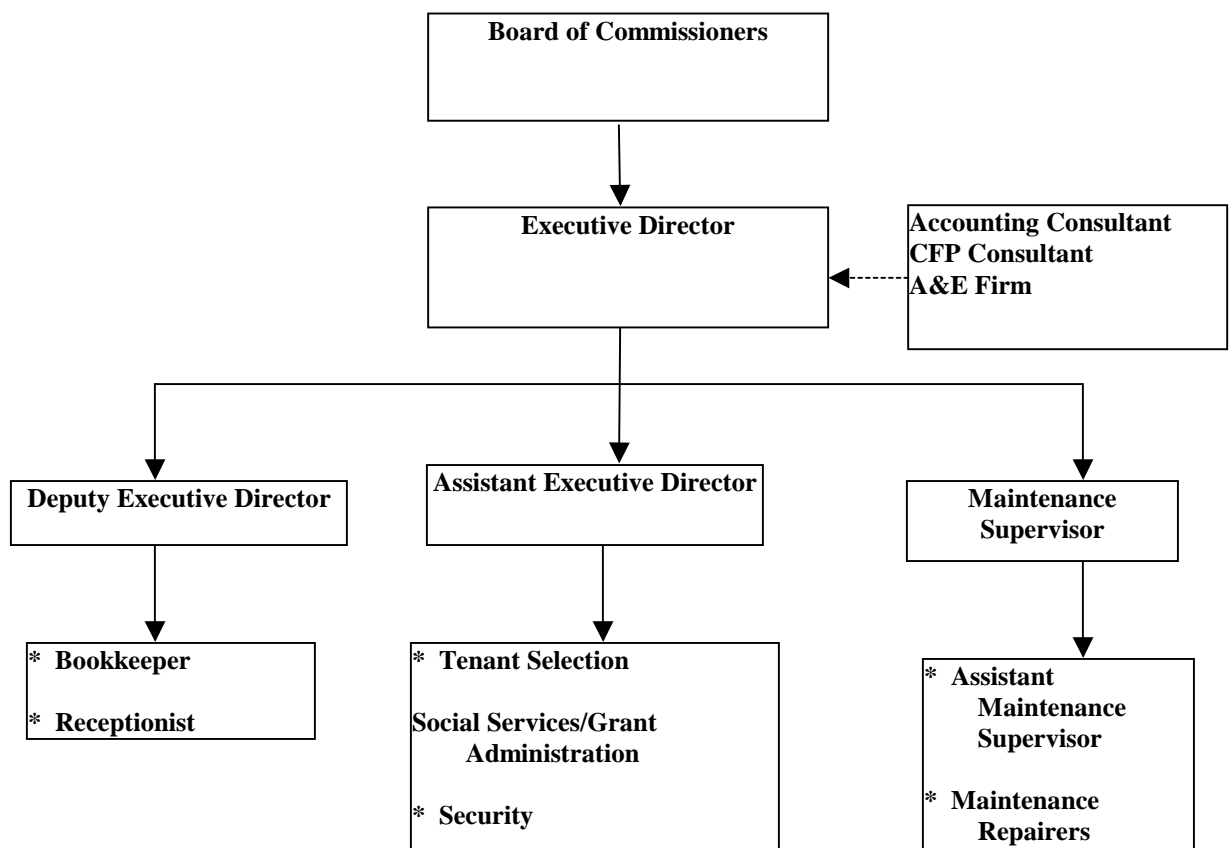 Board of Commissioners
Executive Director
Accounting Consultant
CFP Consultant
A&E Firm
Deputy Executive Director
Assistant Executive Director
Maintenance
Supervisor
* Bookkeeper
* Receptionist
* Tenant Selection
Social Services/Grant
Administration
* Security
* Assistant
Maintenance
Supervisor
* Maintenance
Repairers